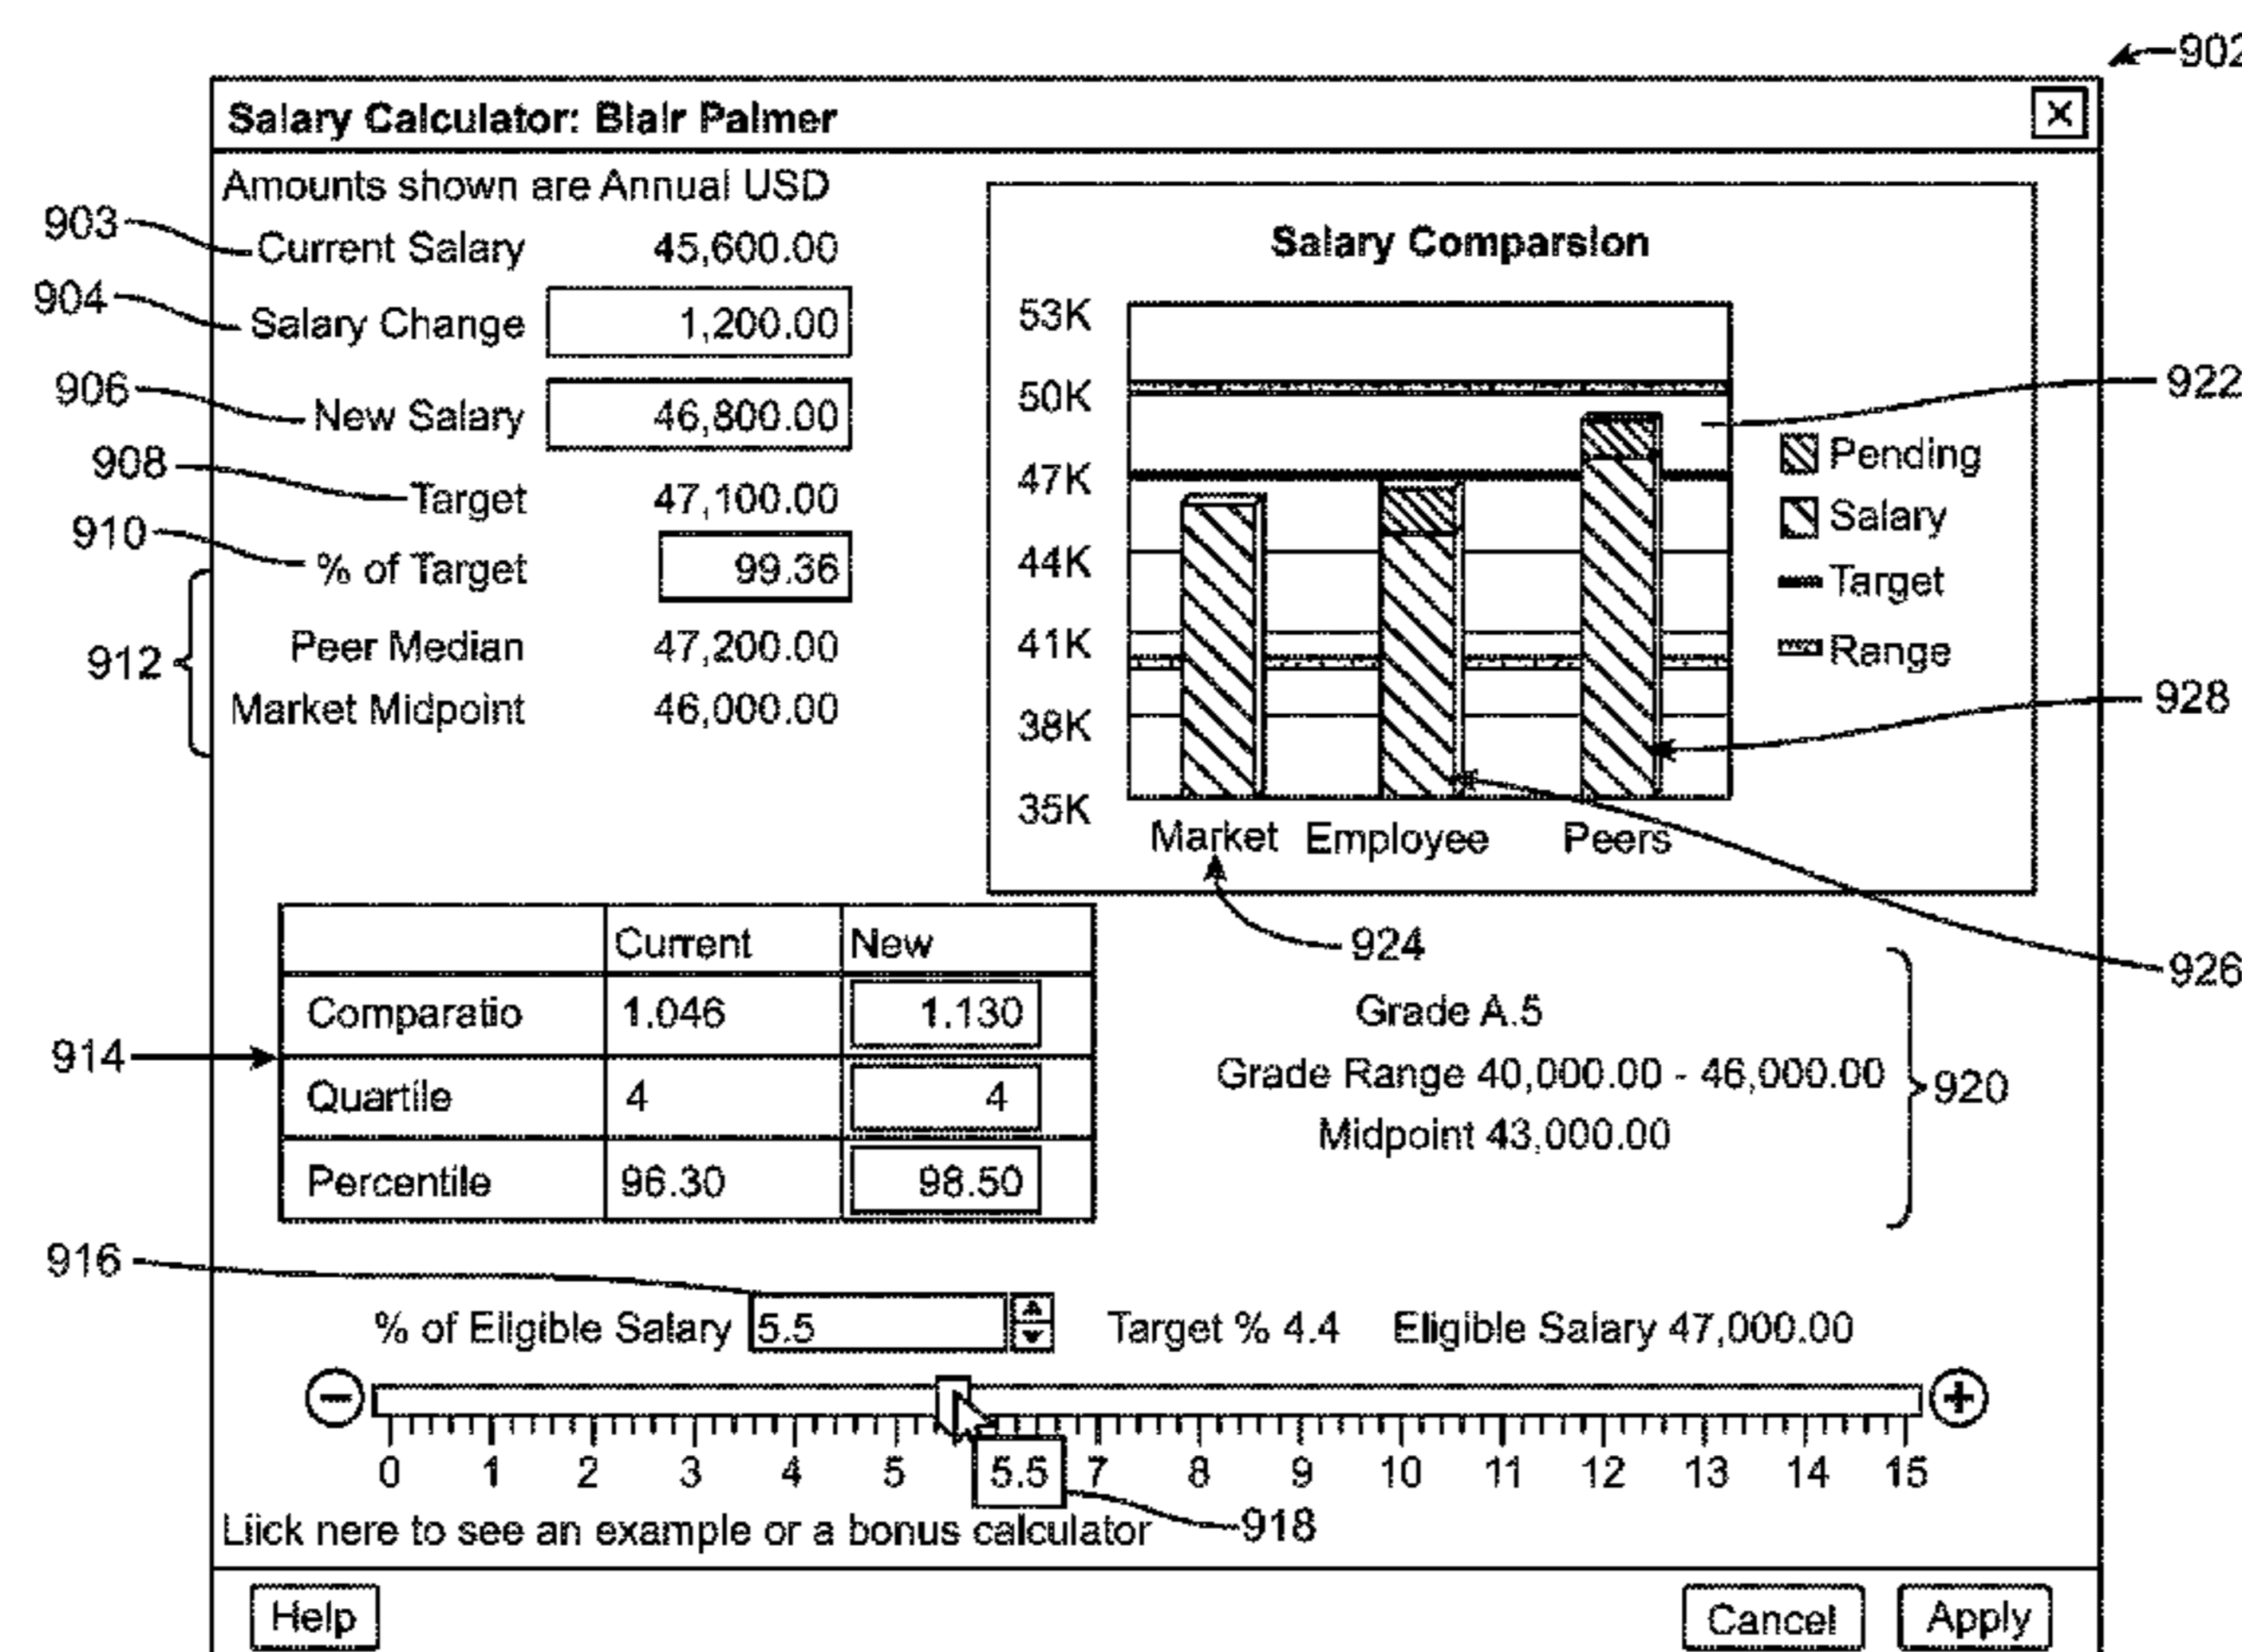 902
Salary Calculator: Blair Palmer
Amounts shown are Annual USD
903
Current Salary 45,600.00
904
Salary Change 1,200.00
906
New Salary 46,800.00
908
Target 47,100.00
910
% of Target 99.36
912
Peer Median 47,200.00
Market Midpoint 46,000.00
Salary Comparsion
53K
50K
47K
44K
41K
38K
35K
Market Employee Peers
Pending
Salary
Target
Range
922
928
924
926
914
Current New
Comparatio 1.046 1.130
Quartile 4 4
Percentile 96.30 98.50
Grade A.5
Grade Range 40,000.00 - 46,000.00
Midpoint 43,000.00
920
916
% of Eligible Salary 5.5 Target % 4.4 Eligible Salary 47,000.00
0 1 2 3 4 5 5.5 7 8 9 10 11 12 13 14 15
918
Liick nere to see an example or a bonus calculator
Help Cancel Apply